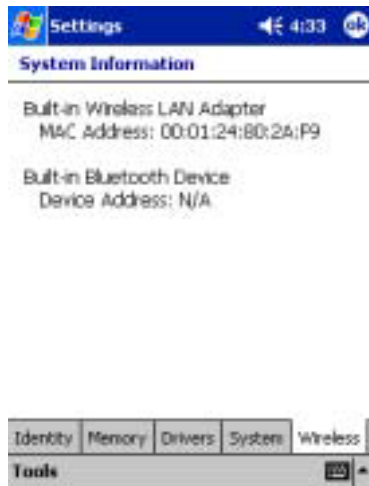 Settings 4:33 ok
System Information
Built-in Wireless LAN Adapter
MAC Address: 00:01:24:80:2A:F9
Built-in Bluetooth Device
Device Address: N/A
Identity Memory Drivers System Wireless
Tools